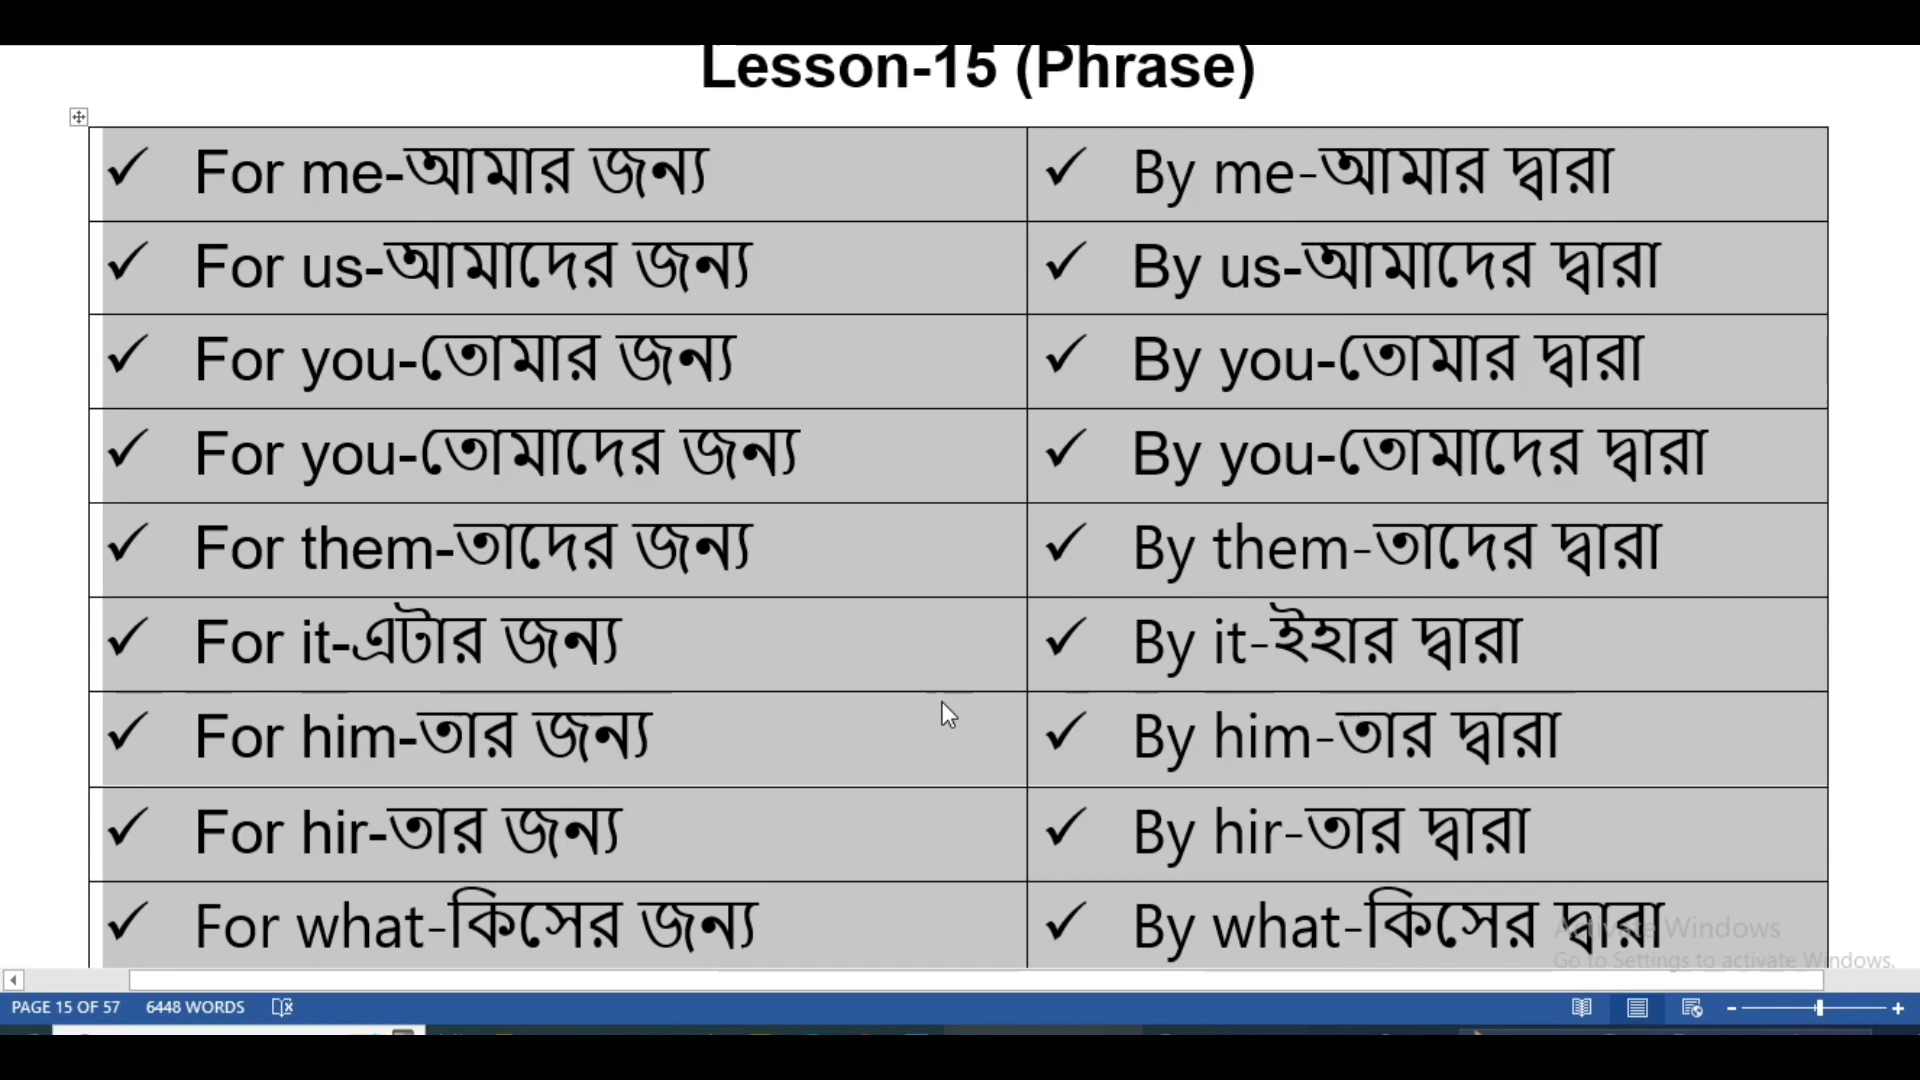 Lesson-15 (Phrase)
✓ For me-আমার জন্য
✓ By me-আমার দ্বারা
✓ For us-আমাদের জন্য
✓ By us-আমাদের দ্বারা
✓ For you-তোমার জন্য
✓ By you-তোমার দ্বারা
✓ For you-তোমাদের জন্য
✓ By you-তোমাদের দ্বারা
✓ For them-তাদের জন্য
✓ By them-তাদের দ্বারা
✓ For it-এটার জন্য
✓ By it-ইহার দ্বারা
✓ For him-তার জন্য
✓ By him-তার দ্বারা
✓ For hir-তার জন্য
✓ By hir-তার দ্বারা
✓ For what-কিসের জন্য
✓ By what-কিসের দ্বারা
Activate Windows
Go to Settings to activate Windows.
PAGE 15 OF 57 6448 WORDS